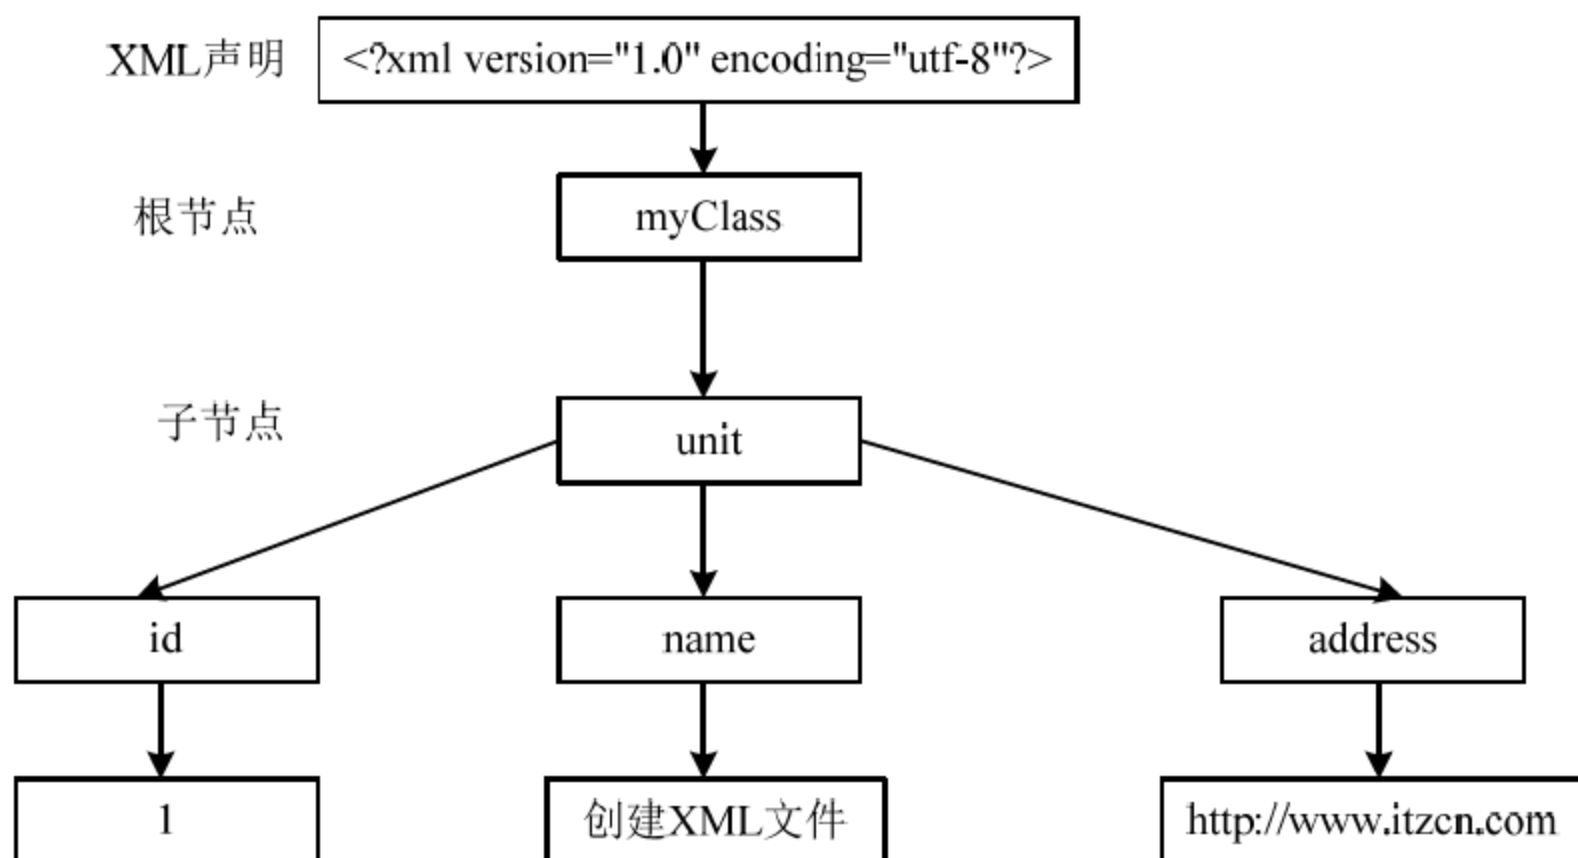 XML声明 <?xml version="1.0" encoding="utf-8"?>
根节点 myClass
子节点 unit
id name address
1 创建XML文件 http://www.itzcn.com